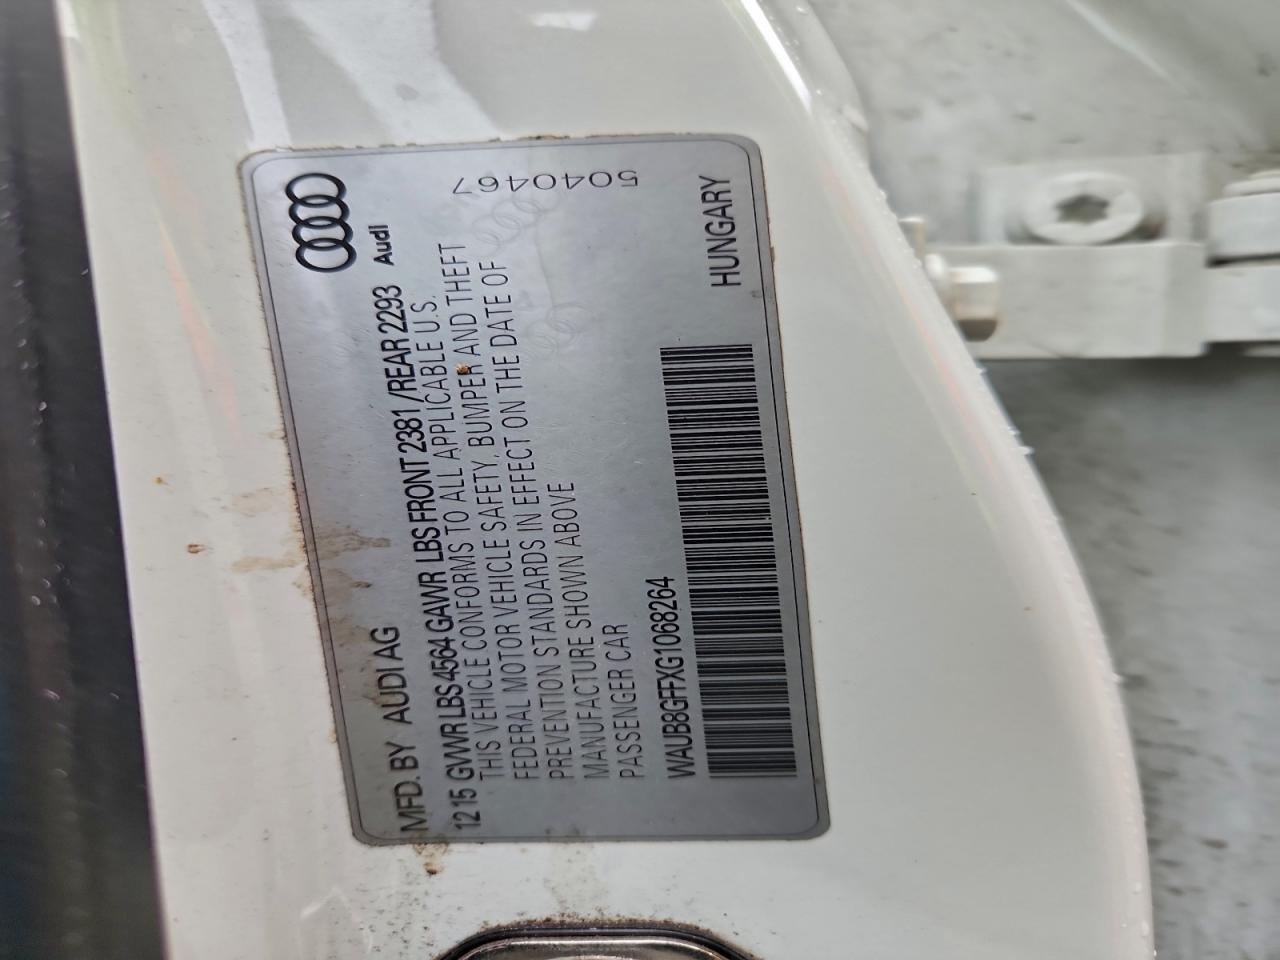 Audi
MFD. BY AUDI AG
12 15 GVWR LBS 4564 GAWR LBS FRONT 2381 /REAR 2293
THIS VEHICLE CONFORMS TO ALL APPLICABLE U.S.
FEDERAL MOTOR VEHICLE SAFETY, BUMPER AND THEFT
PREVENTION STANDARDS IN EFFECT ON THE DATE OF
MANUFACTURE SHOWN ABOVE
PASSENGER CAR
WAUB8GFFXG1068264
HUNGARY
5040467